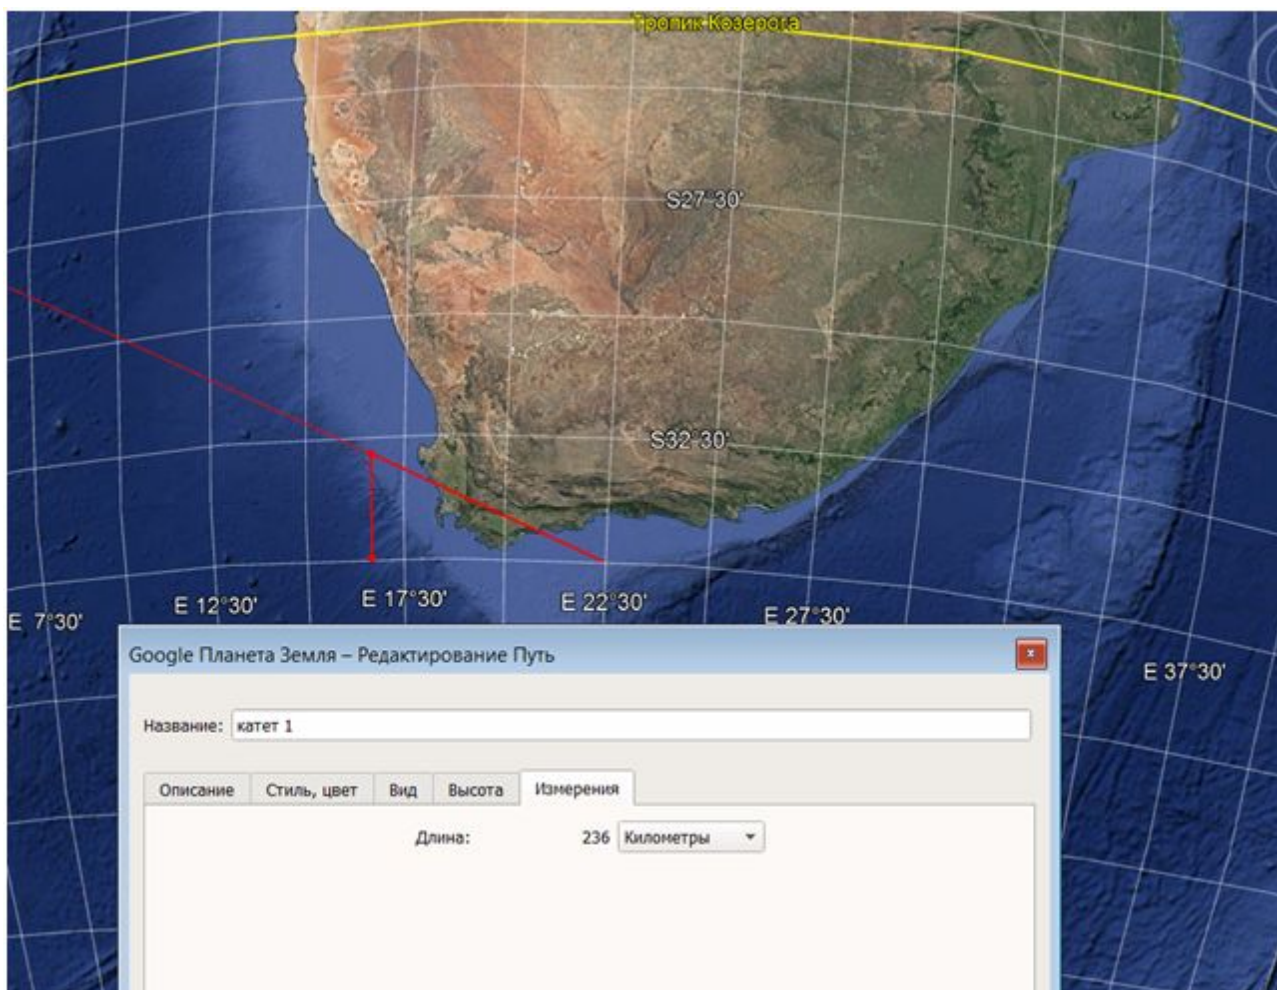 Тропик Козерога
S27°30'
S32°30'
E 7°30'
E 12°30'
E 17°30'
E 22°30'
E 27°30'
E 37°30'
Google Планета Земля – Редактирование Путь
x
Название: катет 1
Описание Стиль, цвет Вид Высота Измерения
Длина: 236 Километры